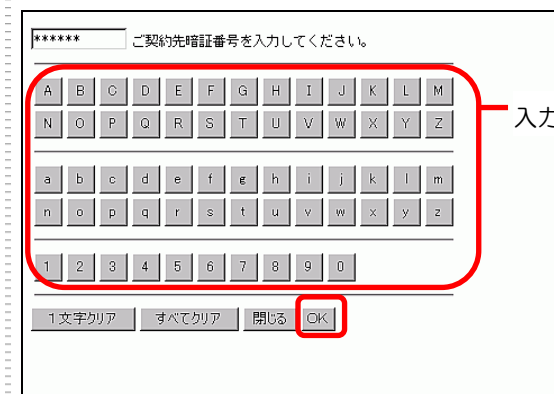 ****** ご契約先暗証番号を入力してください。
A B C D E F G H I J K L M
入力
N O P Q R S T U V W X Y Z
a b c d e f g h i j k l m
n o p q r s t u v w x y z
1 2 3 4 5 6 7 8 9 0
1文字クリア すべてクリア 閉じる OK